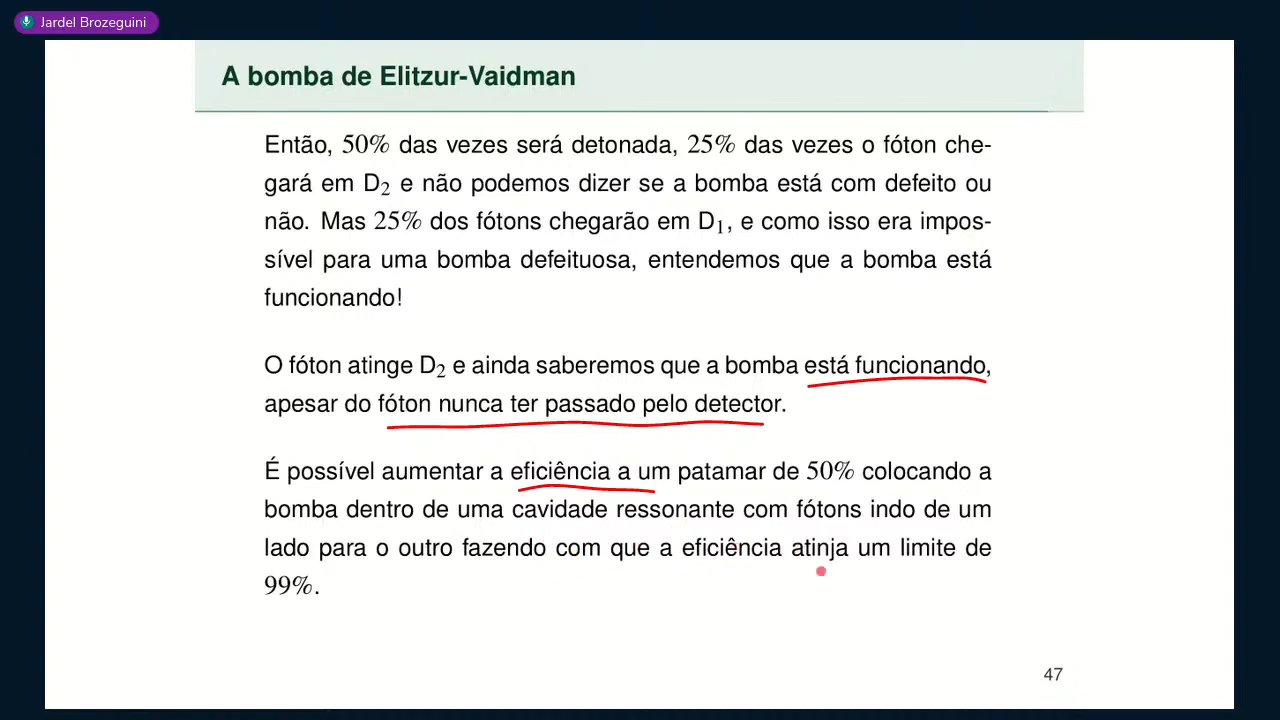 Jardel Brozeguini
A bomba de Elitzur-Vaidman
Então, 50% das vezes será detonada, 25% das vezes o fóton che-
gará em D2 e não podemos dizer se a bomba está com defeito ou
não. Mas 25% dos fótons chegarão em D1, e como isso era impos-
sível para uma bomba defeituosa, entendemos que a bomba está
funcionando!
O fóton atinge D2 e ainda saberemos que a bomba está funcionando,
apesar do fóton nunca ter passado pelo detector.
É possível aumentar a eficiência a um patamar de 50% colocando a
bomba dentro de uma cavidade ressonante com fótons indo de um
lado para o outro fazendo com que a eficiência atinja um limite de
99%.
47